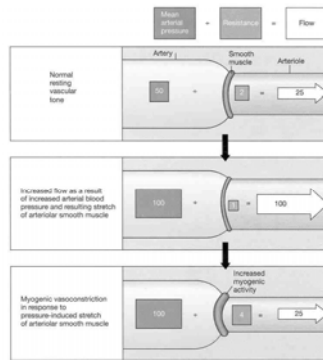 Mean
arterial
pressure
÷
Resistance
=
Flow
Artery
Smooth
muscle
Arteriole
Normal
resting
vascular
tone
50 ÷ 2 = 25
Increased flow as a result
of increased arterial blood
pressure and resulting stretch
of arteriolar smooth muscle
100 ÷ = 100
Increased
myogenic
activity
Myogenic vasoconstriction
in response to
pressure-induced stretch
of arteriolar smooth muscle
100 ÷ 4 = 25